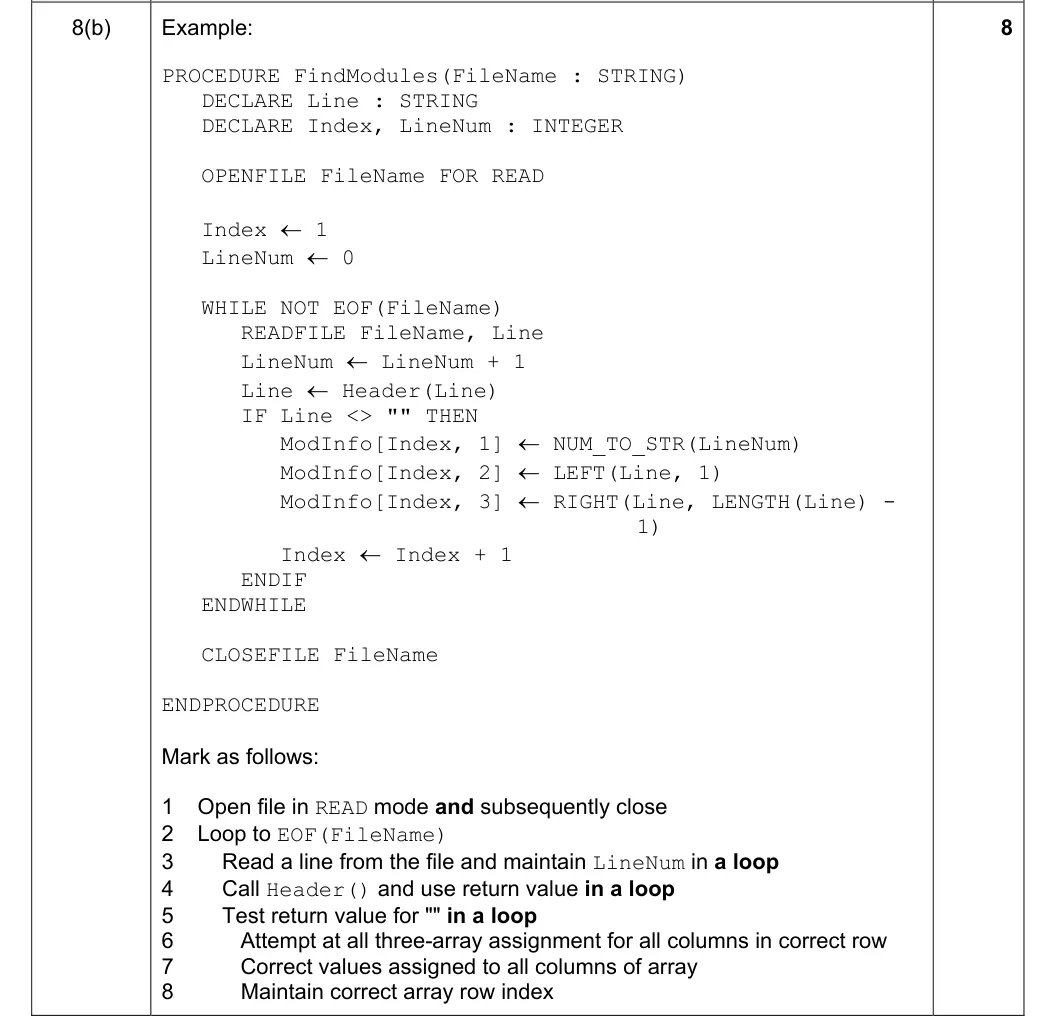 8(b) Example: 8
PROCEDURE FindModules(FileName : STRING)
DECLARE Line : STRING
DECLARE Index, LineNum : INTEGER
OPENFILE FileName FOR READ
Index ← 1
LineNum ← 0
WHILE NOT EOF(FileName)
READFILE FileName, Line
LineNum ← LineNum + 1
Line ← Header(Line)
IF Line <> "" THEN
ModInfo[Index, 1] ← NUM_TO_STR(LineNum)
ModInfo[Index, 2] ← LEFT(Line, 1)
ModInfo[Index, 3] ← RIGHT(Line, LENGTH(Line) -
1)
Index ← Index + 1
ENDIF
ENDWHILE
CLOSEFILE FileName
ENDPROCEDURE
Mark as follows:
1 Open file in READ mode and subsequently close
2 Loop to EOF(FileName)
3 Read a line from the file and maintain LineNum in a loop
4 Call Header() and use return value in a loop
5 Test return value for "" in a loop
6 Attempt at all three-array assignment for all columns in correct row
7 Correct values assigned to all columns of array
8 Maintain correct array row index